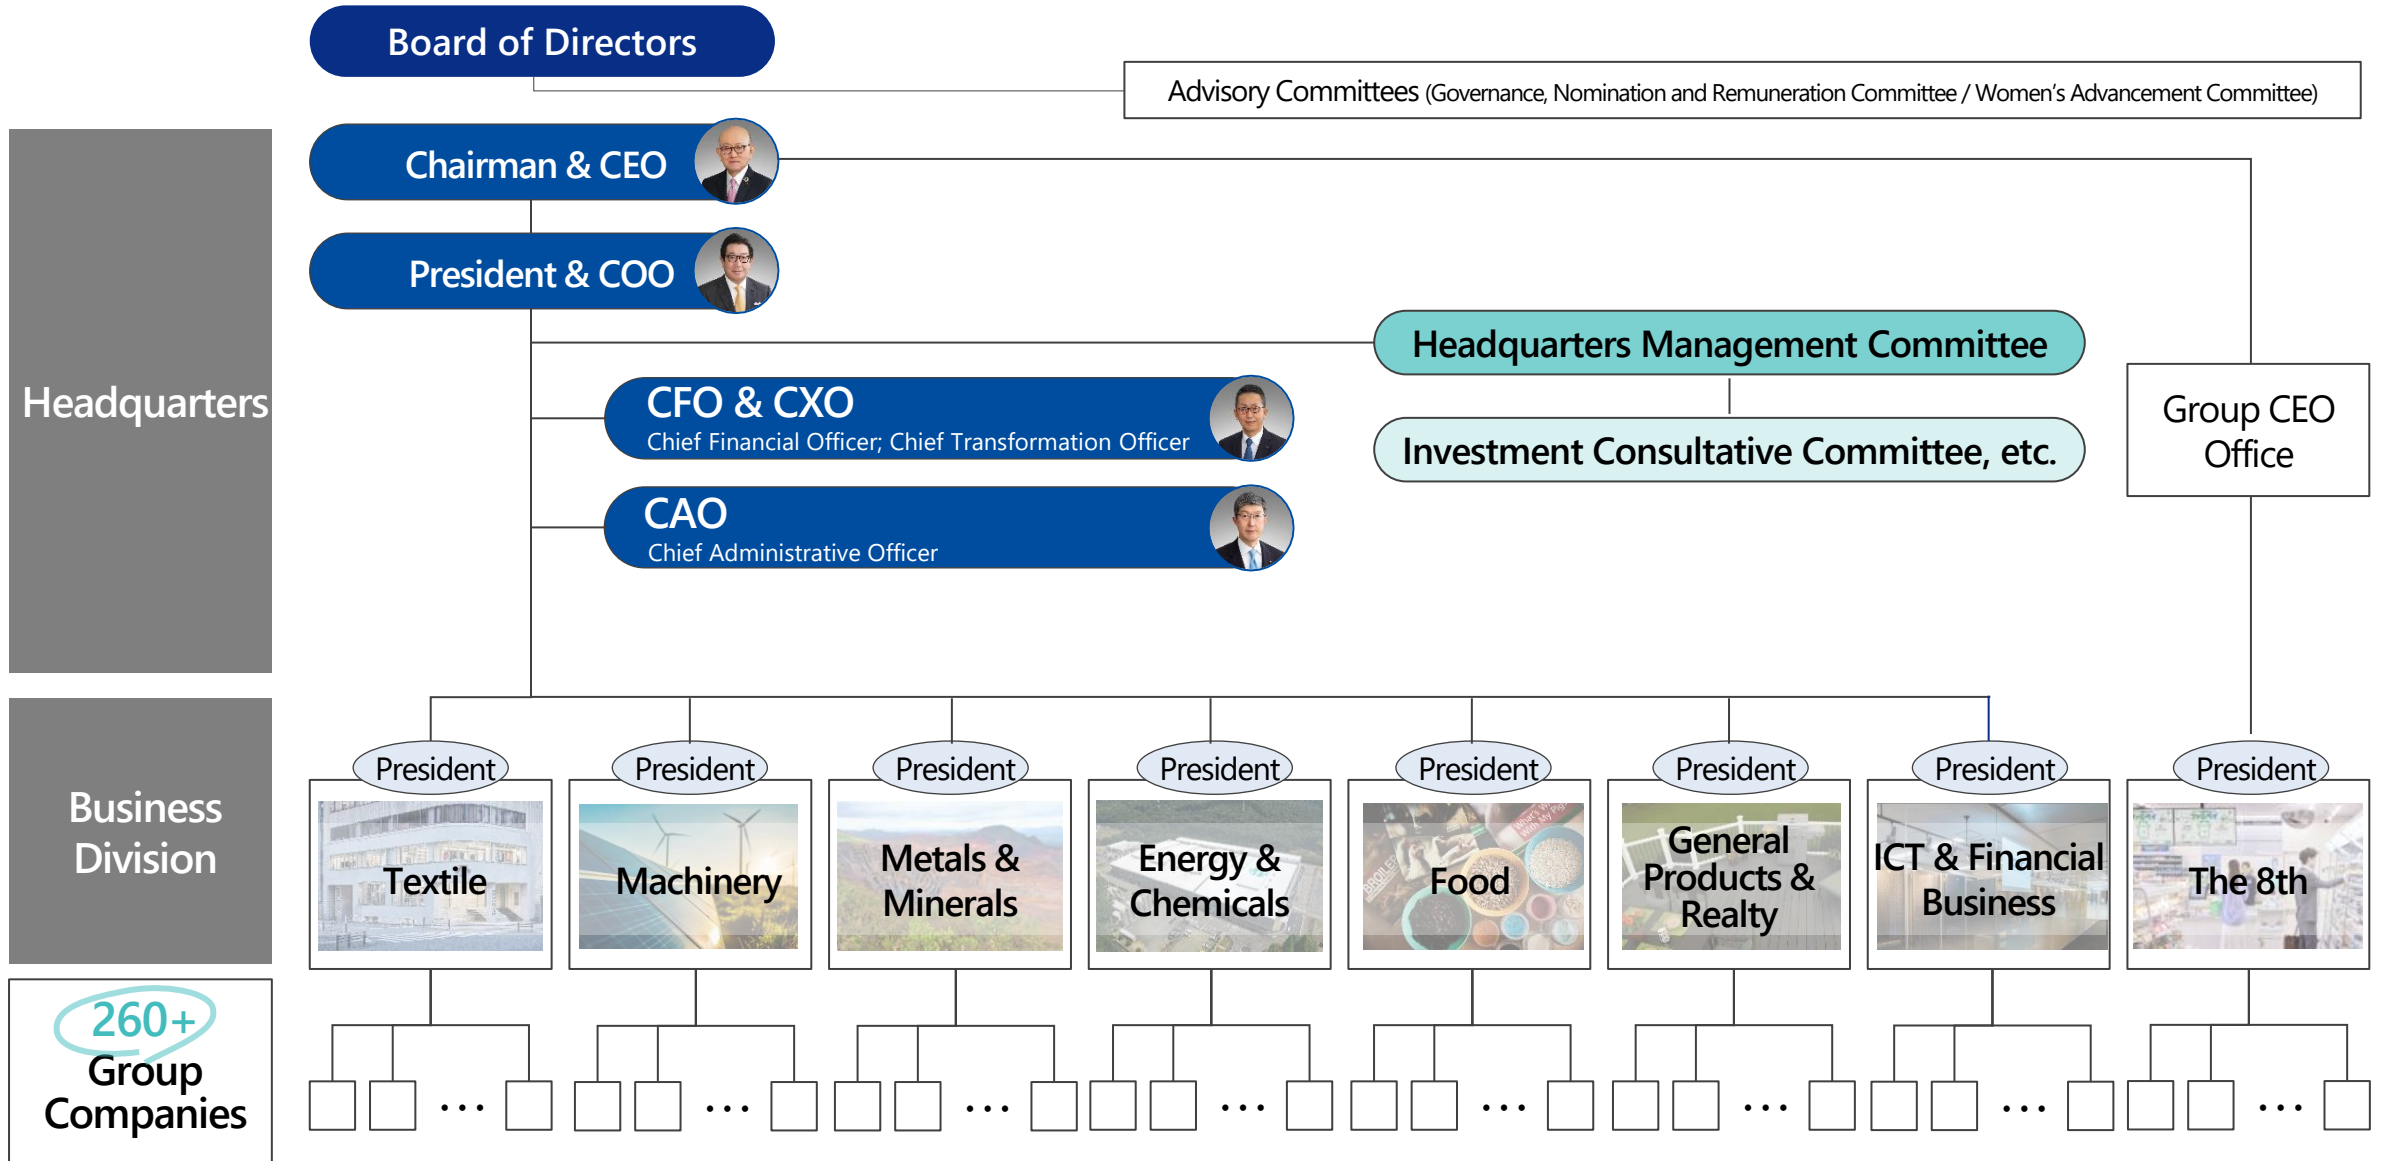 Board of Directors
Advisory Committees (Governance, Nomination and Remuneration Committee / Women’s Advancement Committee)
Chairman & CEO
President & COO
Headquarters
Headquarters Management Committee
CFO & CXO
Chief Financial Officer; Chief Transformation Officer
Investment Consultative Committee, etc.
Group CEO
Office
CAO
Chief Administrative Officer
Business
Division
President
President
President
President
President
President
President
President
Textile
Machinery
Metals &
Minerals
Energy &
Chemicals
Food
General
Products &
Realty
ICT & Financial
Business
The 8th
260+
Group
Companies
...
...
...
...
...
...
...
...